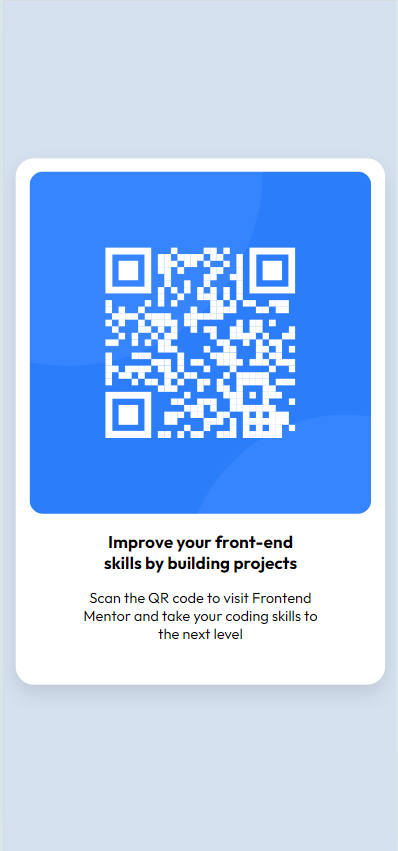 Improve your front-end
skills by building projects
Scan the QR code to visit Frontend
Mentor and take your coding skills to
the next level